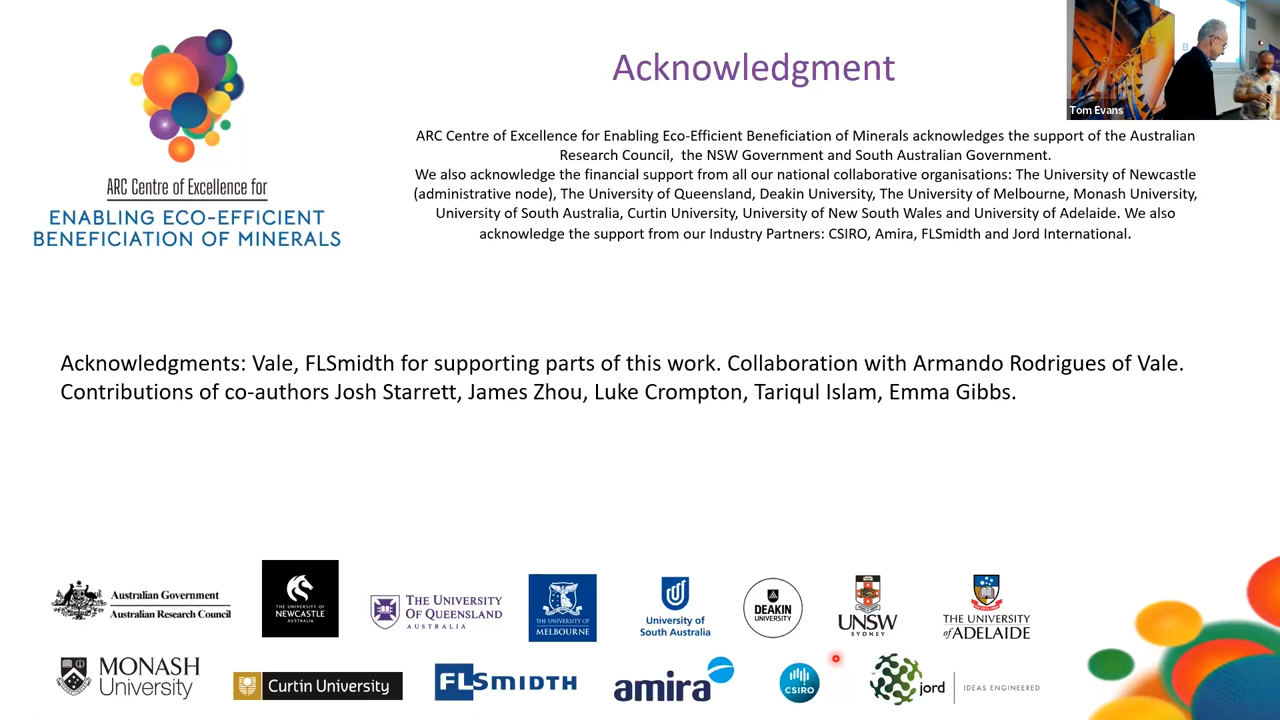 Acknowledgment
Tom Evans
ARC Centre of Excellence for Enabling Eco-Efficient Beneficiation of Minerals acknowledges the support of the Australian
Research Council, the NSW Government and South Australian Government.
We also acknowledge the financial support from all our national collaborative organisations: The University of Newcastle
(administrative node), The University of Queensland, Deakin University, The University of Melbourne, Monash University,
University of South Australia, Curtin University, University of New South Wales and University of Adelaide. We also
acknowledge the support from our Industry Partners: CSIRO, Amira, FLSmidth and Jord International.
ARC Centre of Excellence for
ENABLING ECO-EFFICIENT
BENEFICIATION OF MINERALS
Acknowledgments: Vale, FLSmidth for supporting parts of this work. Collaboration with Armando Rodrigues of Vale.
Contributions of co-authors Josh Starrett, James Zhou, Luke Crompton, Tariqul Islam, Emma Gibbs.
Australian Government
Australian Research Council
THE UNIVERSITY OF
NEWCASTLE
AUSTRALIA
THE UNIVERSITY
OF QUEENSLAND
AUSTRALIA
THE UNIVERSITY OF
MELBOURNE
University of
South Australia
DEAKIN
UNIVERSITY
UNSW
SYDNEY
THE UNIVERSITY
of ADELAIDE
MONASH
University
Curtin University
FLSMIDTH
amira
CSIRO
jord
IDEAS ENGINEERED